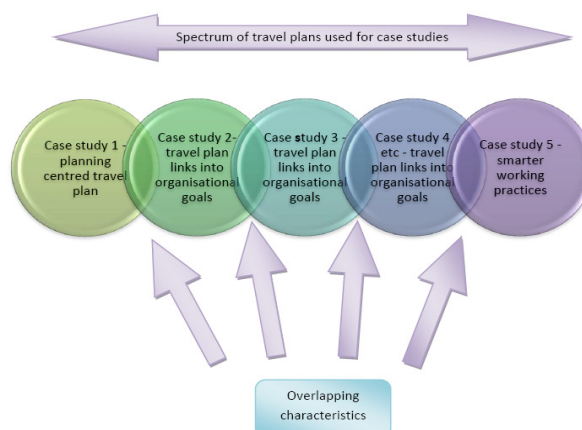 Spectrum of travel plans used for case studies
Case study 1 -
planning
centred travel
plan
Case study 2-
travel plan
links into
organisational
goals
Case study 3 -
travel plan
links into
organisational
goals
Case study 4
etc - travel
plan links into
organisational
goals
Case study 5 -
smarter
working
practices
Overlapping
characteristics